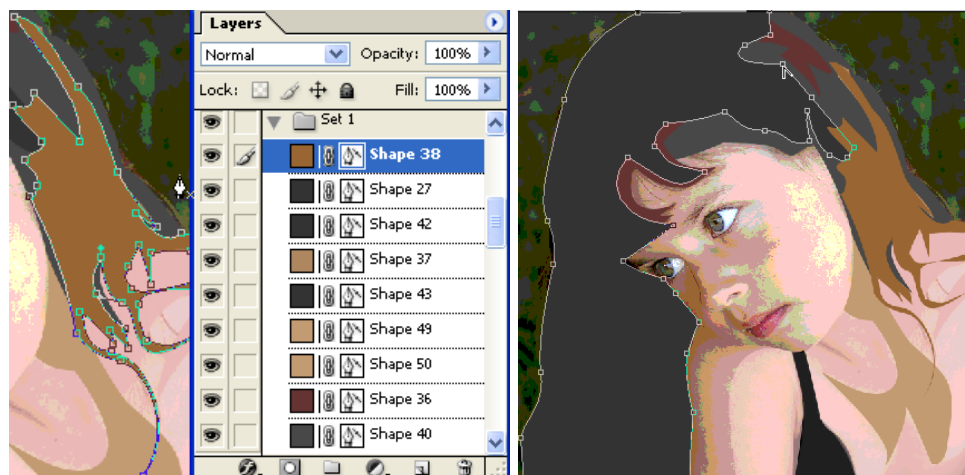 Layers
Normal Opacity: 100%
Lock: Fill: 100%
Set 1
Shape 38
Shape 27
Shape 42
Shape 37
Shape 43
Shape 49
Shape 50
Shape 36
Shape 40